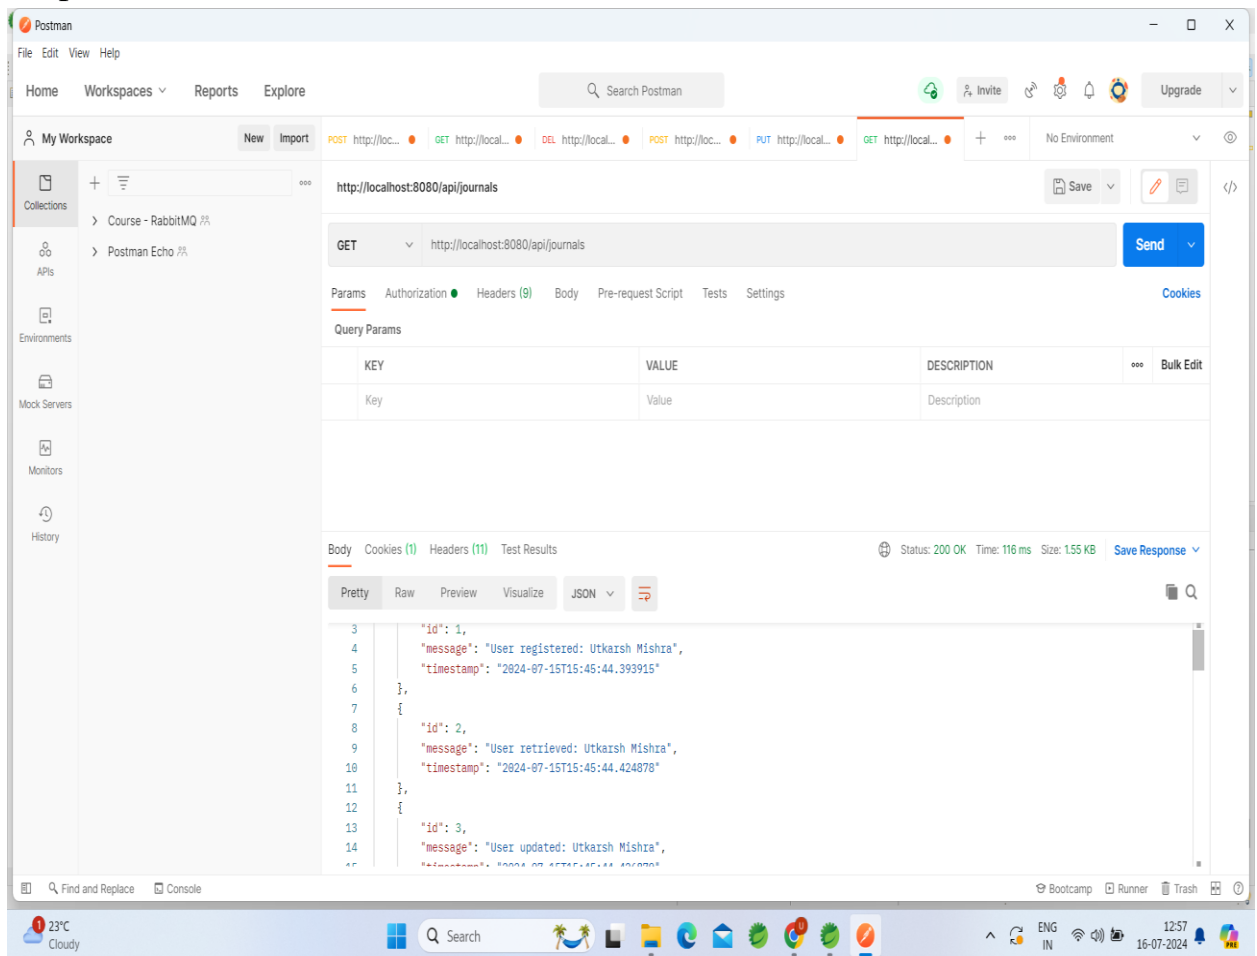 Postman
File Edit View Help
Home Workspaces Reports Explore Search Postman Invite Upgrade
My Workspace New Import POST http://loc... GET http://local... DEL http://local... POST http://loc... PUT http://local... GET http://local... No Environment
Collections
APIs
Environments
Mock Servers
Monitors
History
Course - RabbitMQ
Postman Echo
http://localhost:8080/api/journals Save
GET http://localhost:8080/api/journals Send
Params Authorization Headers (9) Body Pre-request Script Tests Settings Cookies
Query Params
KEY VALUE DESCRIPTION Bulk Edit
Key Value Description
Body Cookies (1) Headers (11) Test Results Status: 200 OK Time: 116 ms Size: 1.55 KB Save Response
Pretty Raw Preview Visualize JSON
3 "id": 1,
4 "message": "User registered: Utkarsh Mishra",
5 "timestamp": "2024-07-15T15:45:44.393915"
6 },
7 {
8 "id": 2,
9 "message": "User retrieved: Utkarsh Mishra",
10 "timestamp": "2024-07-15T15:45:44.424878"
11 },
12 {
13 "id": 3,
14 "message": "User updated: Utkarsh Mishra",
Find and Replace Console Bootcamp Runner Trash
1 23°C
Cloudy
Search
ENG
IN
12:57
16-07-2024
PRE